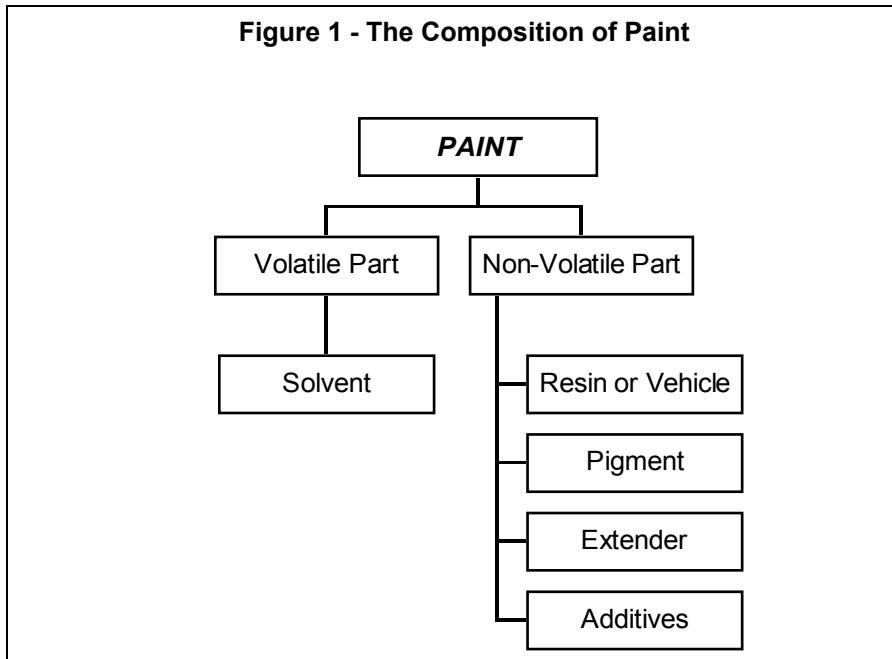 Figure 1 - The Composition of Paint
PAINT
Volatile Part
Non-Volatile Part
Solvent
Resin or Vehicle
Pigment
Extender
Additives